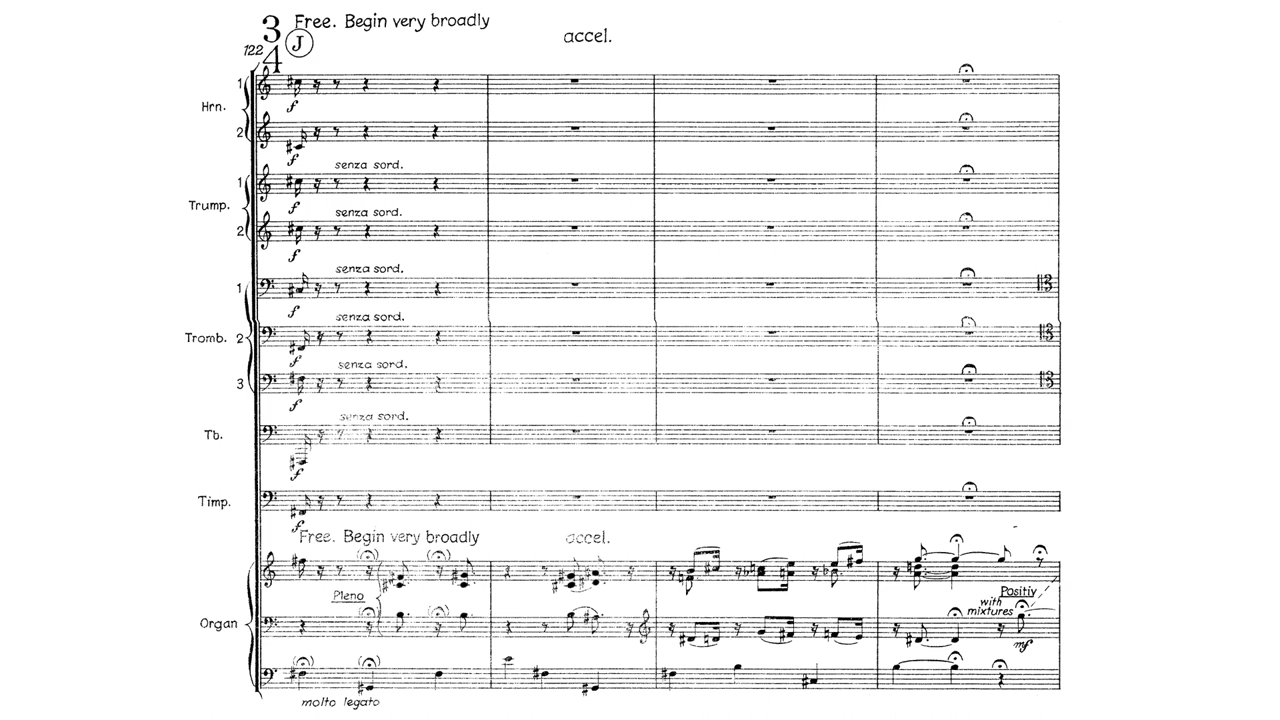 3 Free. Begin very broadly
accel.
122 J
4
1
Hrn.
f
2
f
senza sord.
1
f
Trump.
senza sord.
2
f
senza sord.
1
f
senza sord.
Tromb. 2
f
senza sord.
3
f
senza sord.
Tb.
f
Timp.
f
Free. Begin very broadly
accel.
Pleno
Positiv
with
mixtures
Organ
mf
molto legato